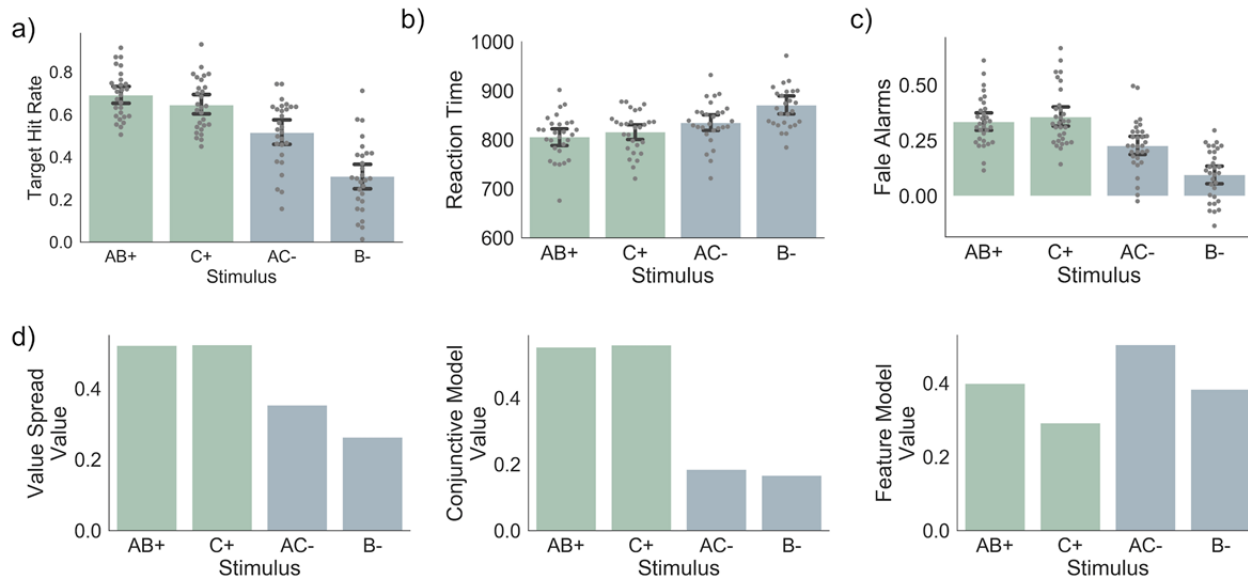 a)
Target Hit Rate
0.8
0.6
0.4
0.2
0.0
AB+ C+ AC- B-
Stimulus
b)
Reaction Time
1000
900
800
700
600
AB+ C+ AC- B-
Stimulus
c)
Fale Alarms
0.50
0.25
0.00
AB+ C+ AC- B-
Stimulus
d)
Value Spread
Value
0.4
0.2
0.0
AB+ C+ AC- B-
Stimulus
Conjunctive Model
Value
0.4
0.2
0.0
AB+ C+ AC- B-
Stimulus
Feature Model
Value
0.4
0.2
0.0
AB+ C+ AC- B-
Stimulus